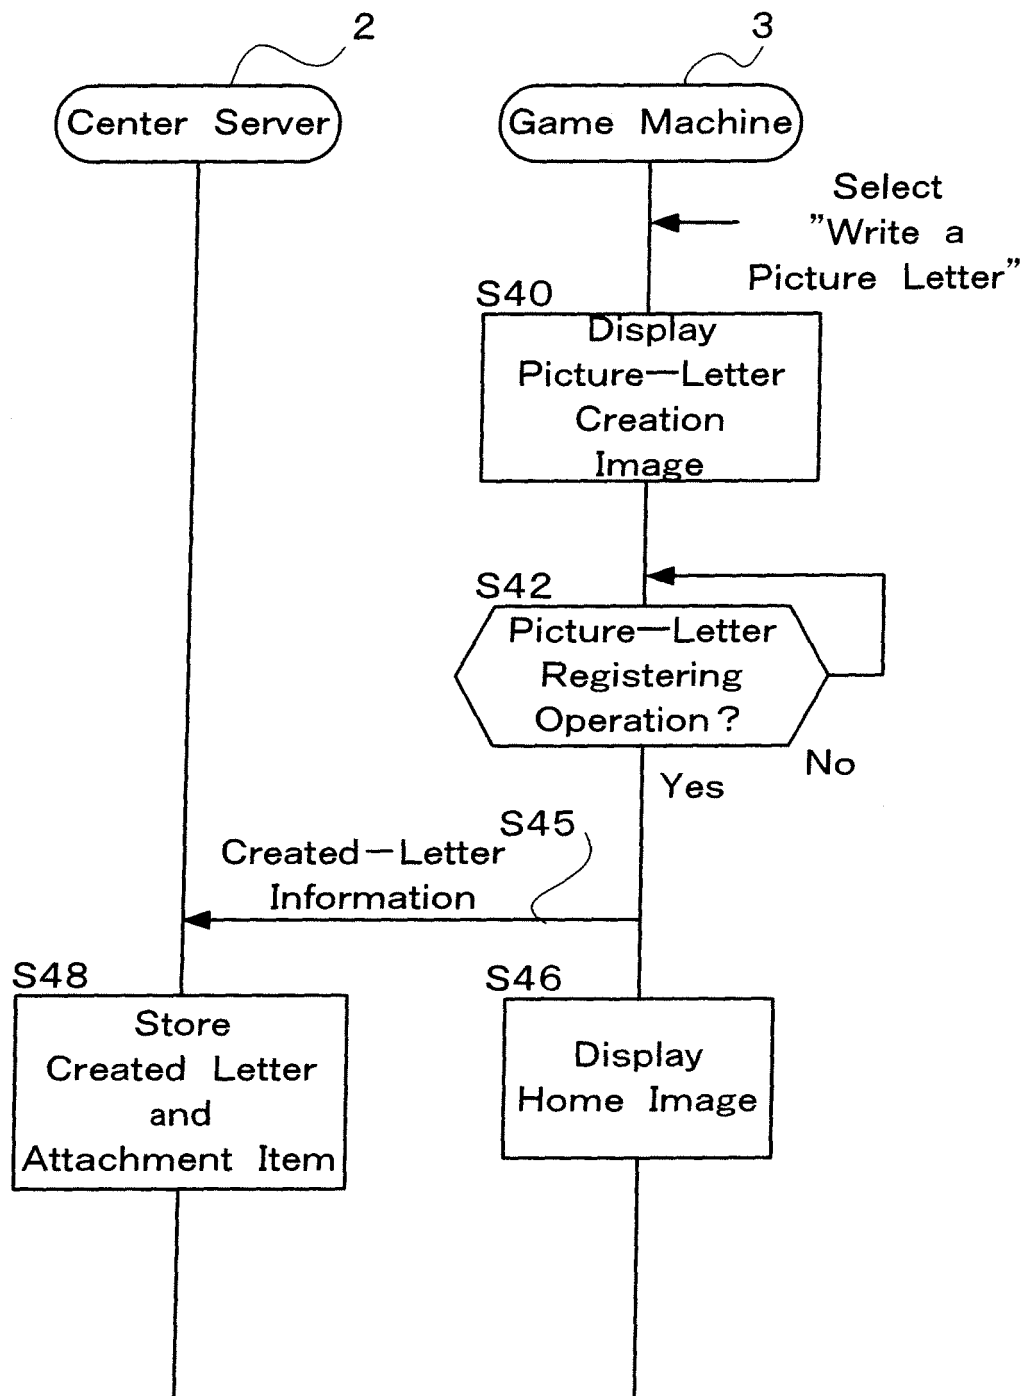 2
3
Center Server
Game Machine
Select
"Write a
Picture Letter"
S40
Display
Picture-Letter
Creation
Image
S42
Picture-Letter
Registering
Operation?
No
Yes
S45
Created-Letter
Information
S48
Store
Created Letter
and
Attachment Item
S46
Display
Home Image